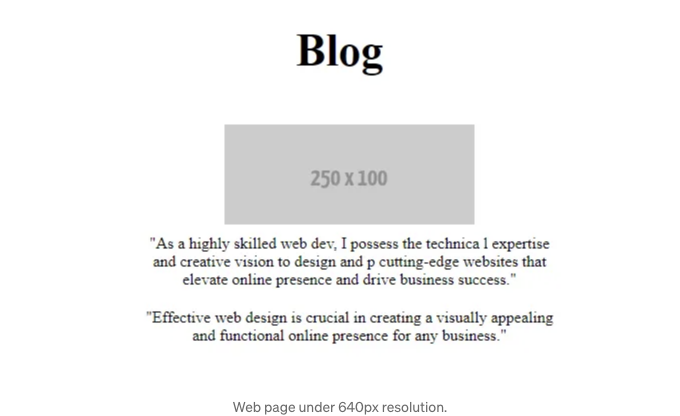 Blog
250 x 100
"As a highly skilled web dev, I possess the technica l expertise
and creative vision to design and p cutting-edge websites that
elevate online presence and drive business success."
"Effective web design is crucial in creating a visually appealing
and functional online presence for any business."
Web page under 640px resolution.